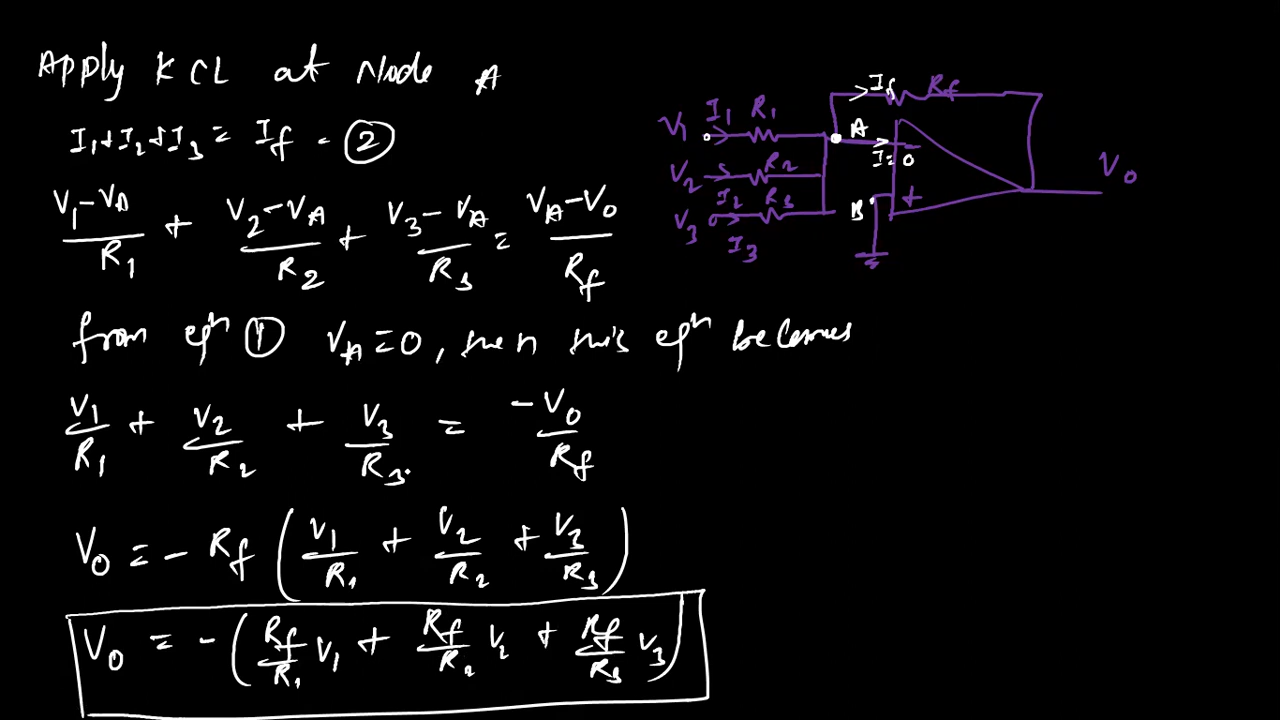 Apply KCL at Node A
I₁+I₂+I₃ = If - ②
(V₁-VA)/R₁ + (V₂-VA)/R₂ + (V₃-VA)/R₃ = (VA-V₀)/Rf
from eqⁿ ① VA=0, then this eqⁿ becomes
V₁/R₁ + V₂/R₂ + V₃/R₃ = -V₀/Rf
V₀ = - Rf (V₁/R₁ + V₂/R₂ + V₃/R₃)
V₀ = - (Rf/R₁ V₁ + Rf/R₂ V₂ + Rf/R₃ V₃)
If Rf
V₁ I₁ R₁ A
I=0 -
V₂ I₂ R₂
V₀
V₃ I₃ R₃ B +